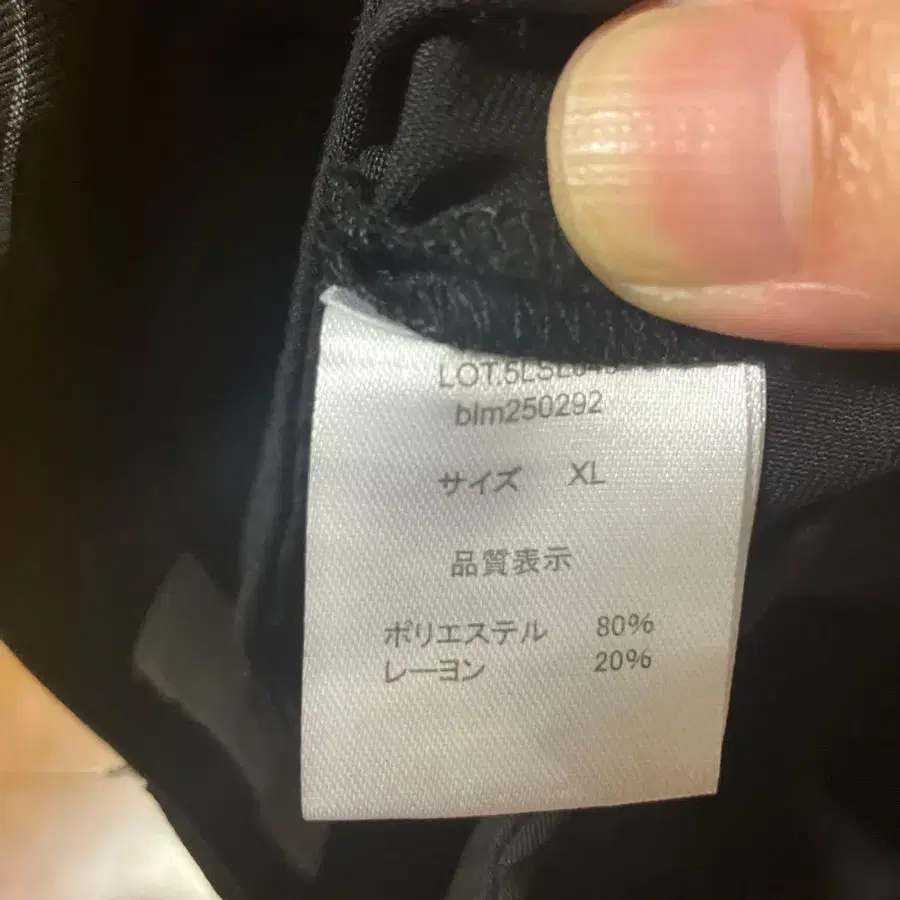 blm250292
サイズ XL
品質表示
ポリエステル 80%
レーヨン 20%